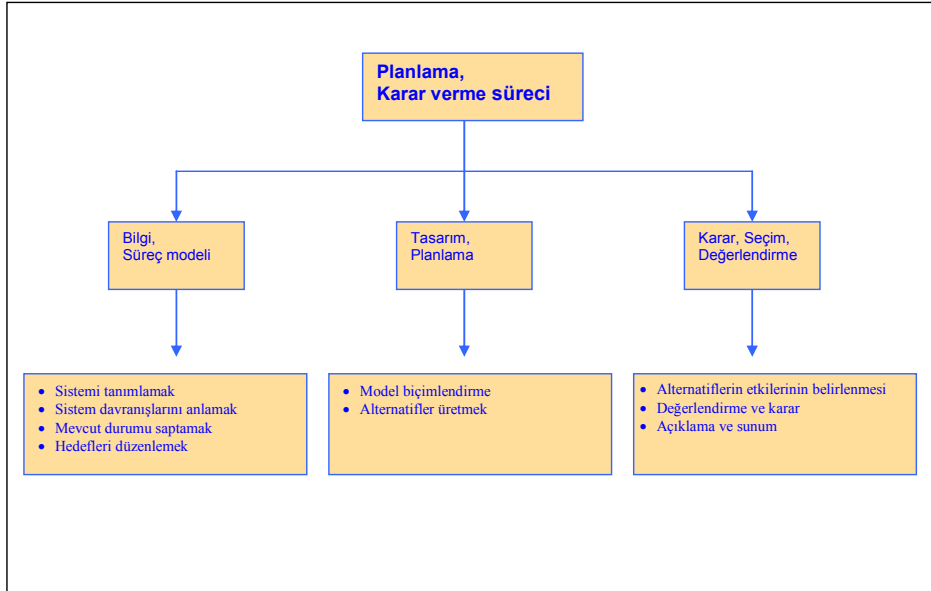 Planlama,
Karar verme süreci
Bilgi,
Süreç modeli
Tasarım,
Planlama
Karar, Seçim,
Değerlendirme
• Sistemi tanımlamak
• Sistem davranışlarını anlamak
• Mevcut durumu saptamak
• Hedefleri düzenlemek
• Model biçimlendirme
• Alternatifler üretmek
• Alternatiflerin etkilerinin belirlenmesi
• Değerlendirme ve karar
• Açıklama ve sunum